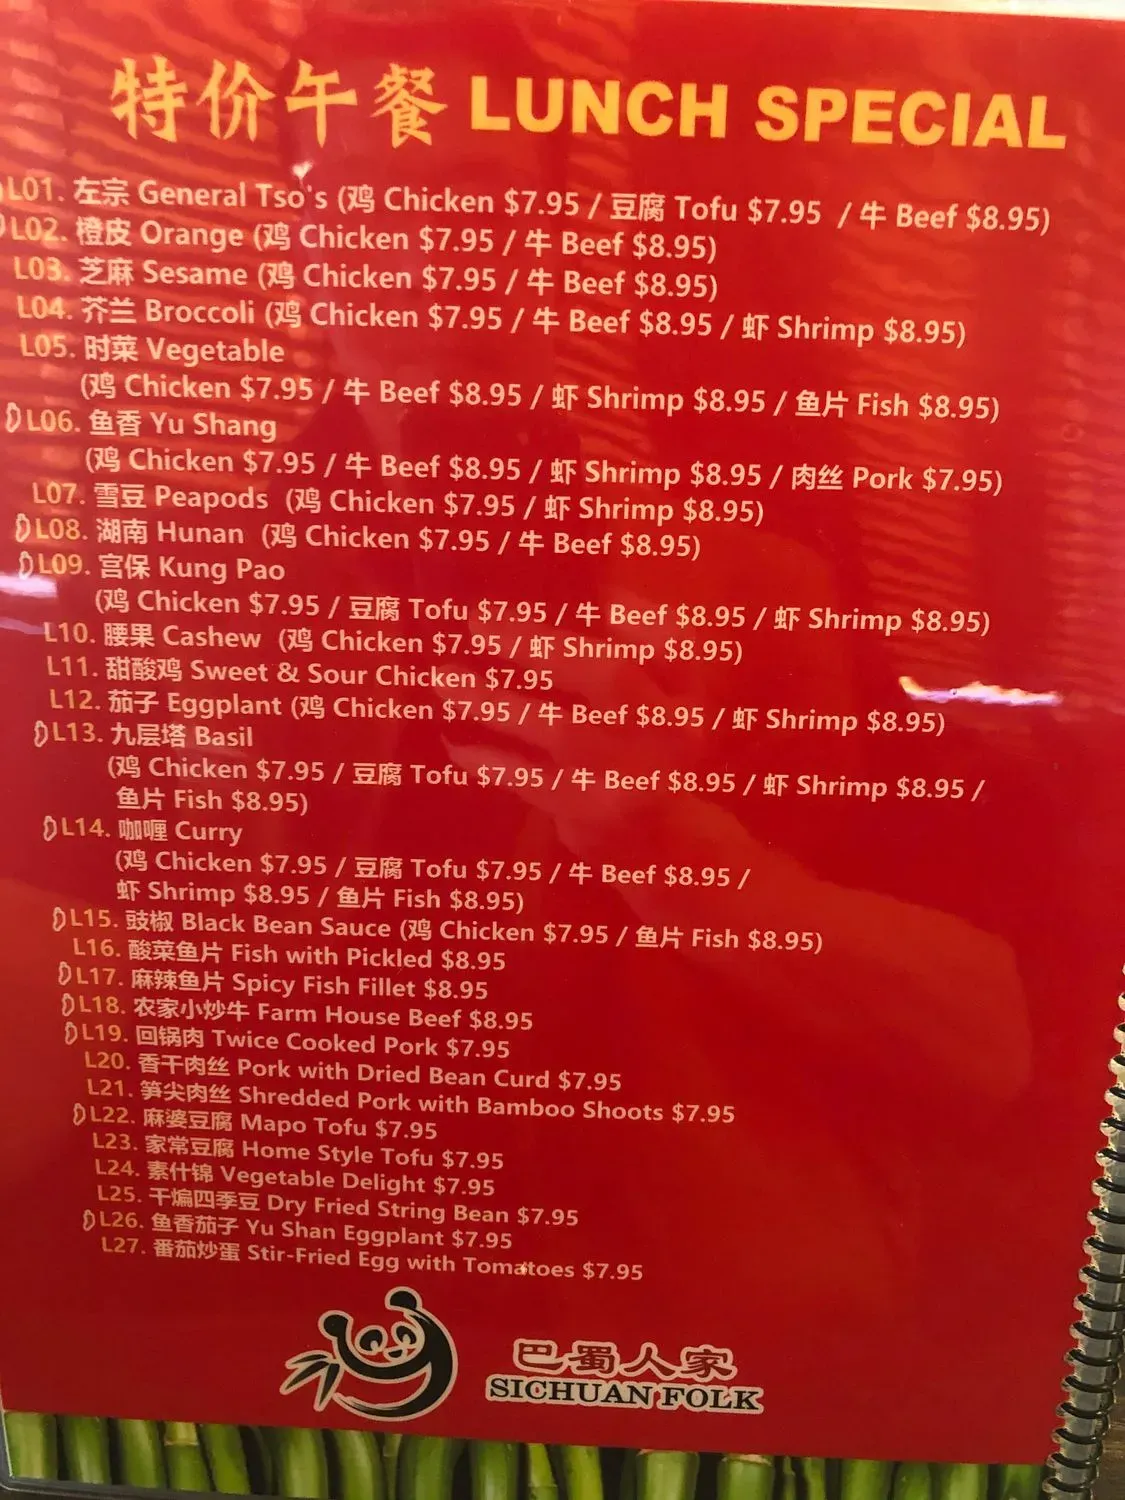 特价午餐 LUNCH SPECIAL
L01. 左宗 General Tso's (鸡 Chicken $7.95 / 豆腐 Tofu $7.95 / 牛 Beef $8.95)
L02. 橙皮 Orange (鸡 Chicken $7.95 / 牛 Beef $8.95)
L03. 芝麻 Sesame (鸡 Chicken $7.95 / 牛 Beef $8.95)
L04. 芥兰 Broccoli (鸡 Chicken $7.95 / 牛 Beef $8.95 / 虾 Shrimp $8.95)
L05. 时菜 Vegetable
(鸡 Chicken $7.95 / 牛 Beef $8.95 / 虾 Shrimp $8.95 / 鱼片 Fish $8.95)
L06. 鱼香 Yu Shang
(鸡 Chicken $7.95 / 牛 Beef $8.95 / 虾 Shrimp $8.95 / 肉丝 Pork $7.95)
L07. 雪豆 Peapods (鸡 Chicken $7.95 / 虾 Shrimp $8.95)
L08. 湖南 Hunan (鸡 Chicken $7.95 / 牛 Beef $8.95)
L09. 宫保 Kung Pao
(鸡 Chicken $7.95 / 豆腐 Tofu $7.95 / 牛 Beef $8.95 / 虾 Shrimp $8.95)
L10. 腰果 Cashew (鸡 Chicken $7.95 / 虾 Shrimp $8.95)
L11. 甜酸鸡 Sweet & Sour Chicken $7.95
L12. 茄子 Eggplant (鸡 Chicken $7.95 / 牛 Beef $8.95 / 虾 Shrimp $8.95)
L13. 九层塔 Basil
(鸡 Chicken $7.95 / 豆腐 Tofu $7.95 / 牛 Beef $8.95 / 虾 Shrimp $8.95 /
鱼片 Fish $8.95)
L14. 咖喱 Curry
(鸡 Chicken $7.95 / 豆腐 Tofu $7.95 / 牛 Beef $8.95 /
虾 Shrimp $8.95 / 鱼片 Fish $8.95)
L15. 豉椒 Black Bean Sauce (鸡 Chicken $7.95 / 鱼片 Fish $8.95)
L16. 酸菜鱼片 Fish with Pickled $8.95
L17. 麻辣鱼片 Spicy Fish Fillet $8.95
L18. 农家小炒牛 Farm House Beef $8.95
L19. 回锅肉 Twice Cooked Pork $7.95
L20. 香干肉丝 Pork with Dried Bean Curd $7.95
L21. 笋尖肉丝 Shredded Pork with Bamboo Shoots $7.95
L22. 麻婆豆腐 Mapo Tofu $7.95
L23. 家常豆腐 Home Style Tofu $7.95
L24. 素什锦 Vegetable Delight $7.95
L25. 干煸四季豆 Dry Fried String Bean $7.95
L26. 鱼香茄子 Yu Shan Eggplant $7.95
L27. 番茄炒蛋 Stir-Fried Egg with Tomatoes $7.95
巴蜀人家
SICHUAN FOLK